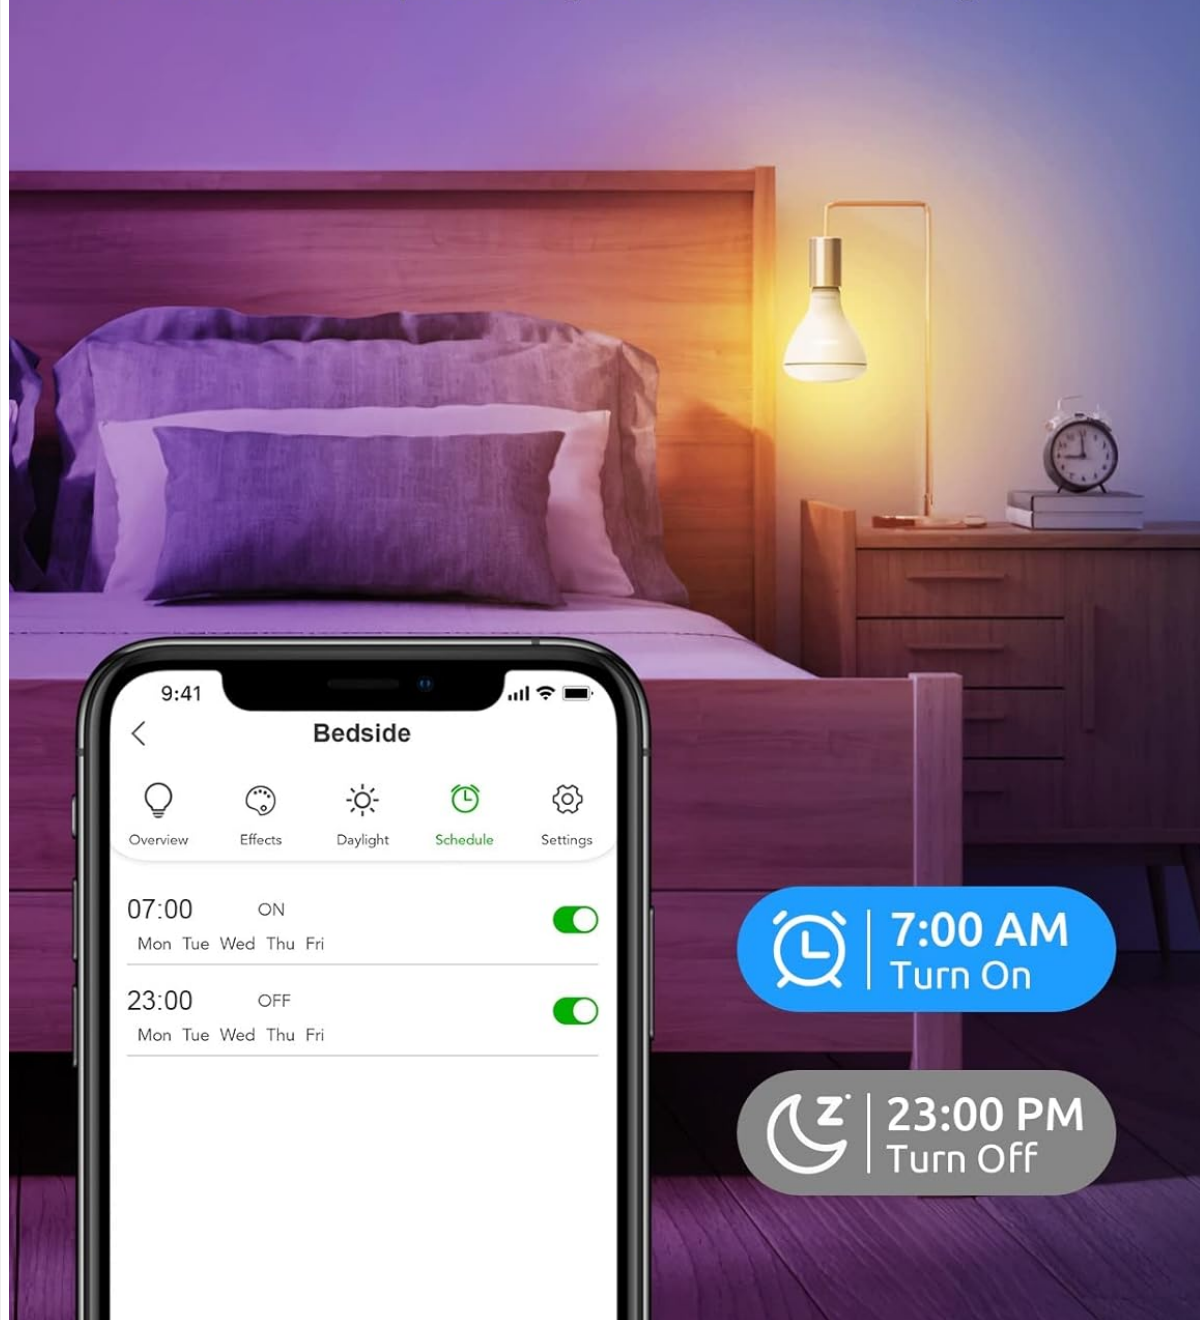 9:41
Bedside
Overview Effects Daylight Schedule Settings
07:00 ON
Mon Tue Wed Thu Fri
23:00 OFF
Mon Tue Wed Thu Fri
7:00 AM
Turn On
23:00 PM
Turn Off